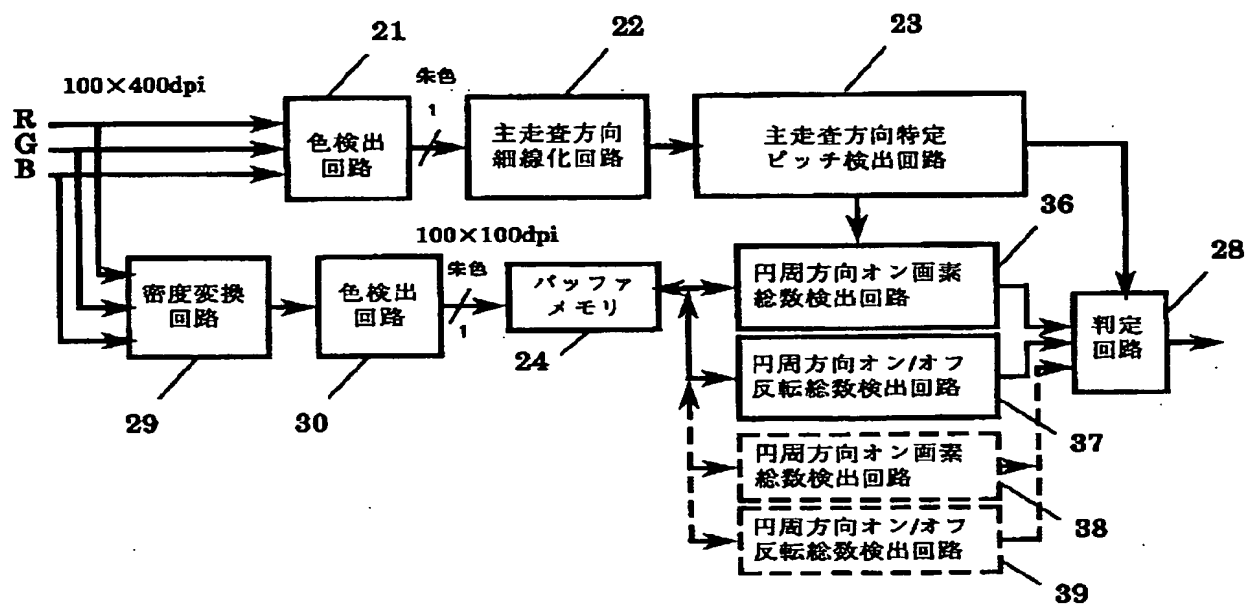 21
22
23
100×400dpi
朱色
1
R
G
B
色検出
回路
主走査方向
細線化回路
主走査方向特定
ピッチ検出回路
36
100×100dpi
28
密度変換
回路
色検出
回路
朱色
1
バッファ
メモリ
円周方向オン画素
総数検出回路
判定
回路
24
円周方向オン/オフ
反転総数検出回路
29
30
37
円周方向オン画素
総数検出回路
38
円周方向オン/オフ
反転総数検出回路
39